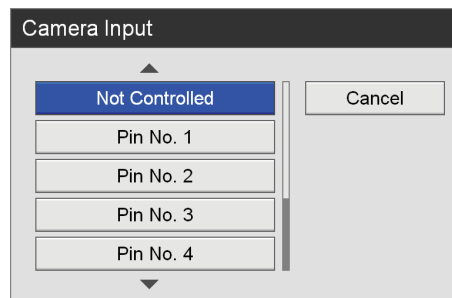 Camera Input
Not Controlled
Cancel
Pin No. 1
Pin No. 2
Pin No. 3
Pin No. 4